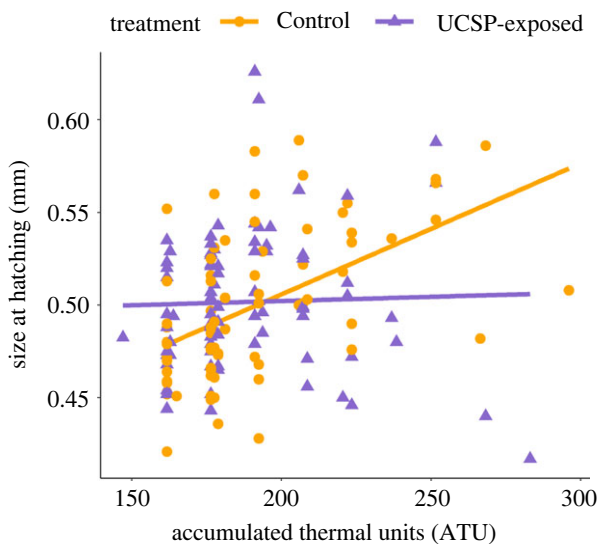 treatment Control UCSP-exposed
0.60
0.55
0.50
0.45
size at hatching (mm)
150 200 250 300
accumulated thermal units (ATU)